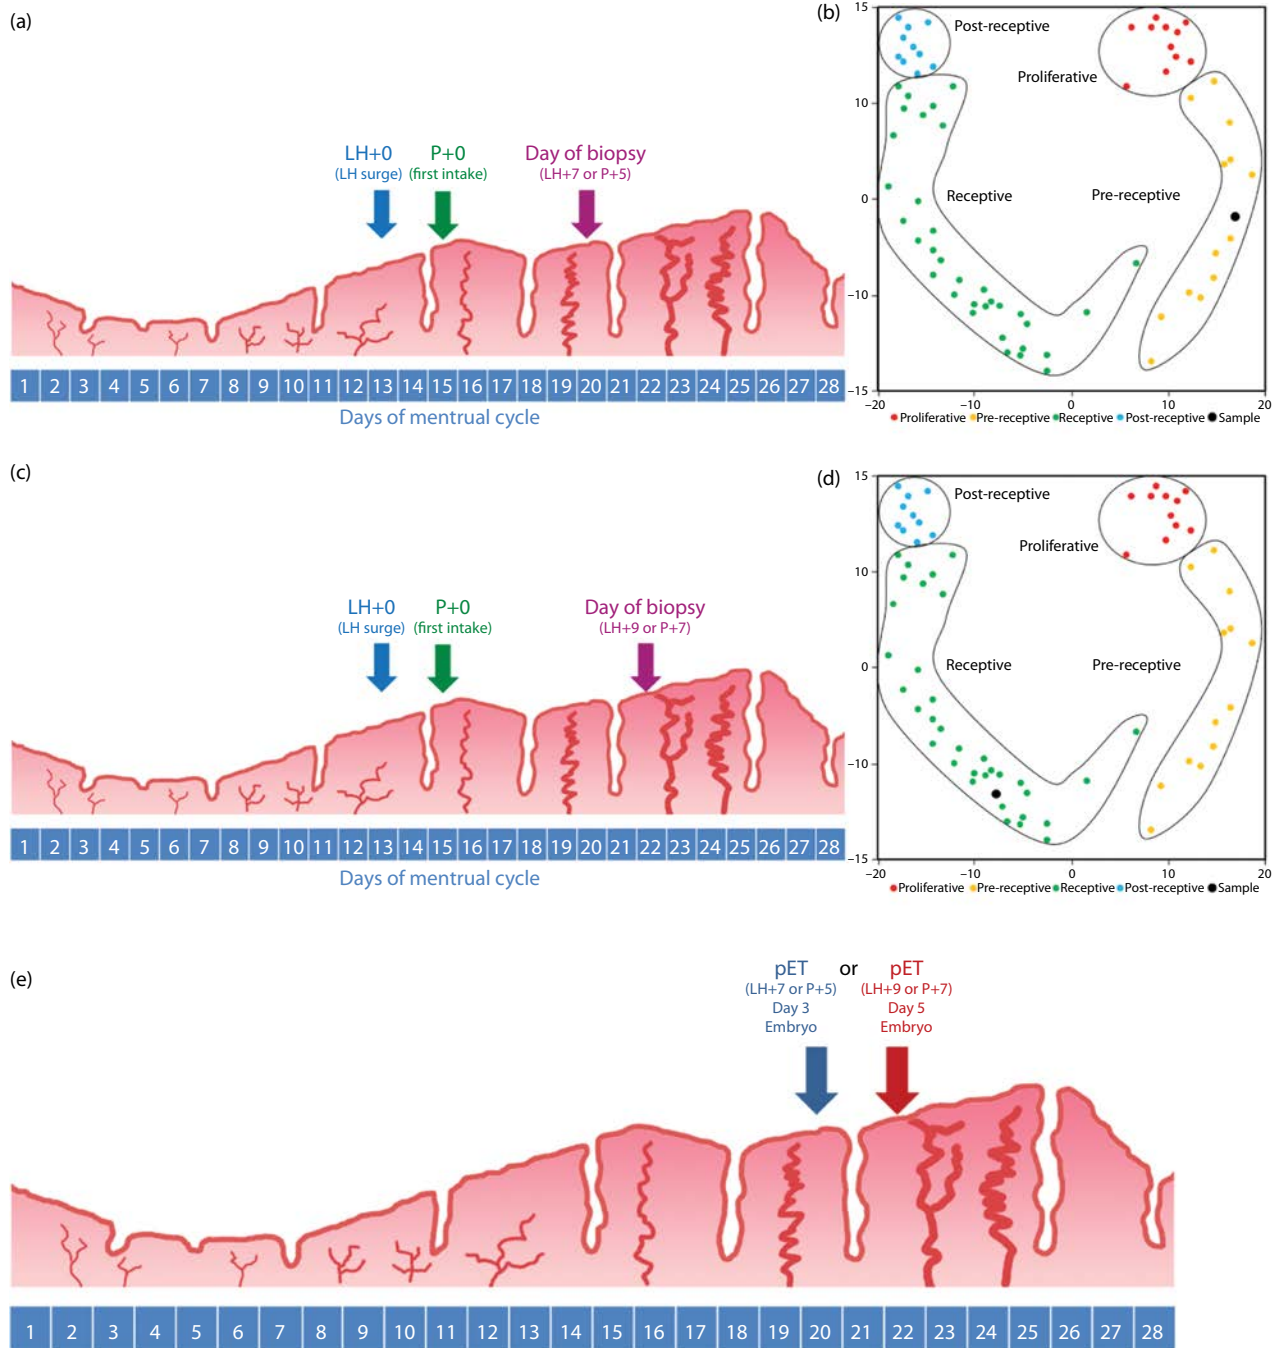 (a)
LH+0
(LH surge)
P+0
(first intake)
Day of biopsy
(LH+7 or P+5)
1 2 3 4 5 6 7 8 9 10 11 12 13 14 15 16 17 18 19 20 21 22 23 24 25 26 27 28
Days of mentrual cycle
(b)
15
10
0
−10
−15
−20 −10 0 10 20
Post-receptive
Proliferative
Receptive
Pre-receptive
Proliferative Pre-receptive Receptive Post-receptive Sample
(c)
LH+0
(LH surge)
P+0
(first intake)
Day of biopsy
(LH+9 or P+7)
1 2 3 4 5 6 7 8 9 10 11 12 13 14 15 16 17 18 19 20 21 22 23 24 25 26 27 28
Days of mentrual cycle
(d)
15
10
0
−10
−15
−20 −10 0 10 20
Post-receptive
Proliferative
Receptive
Pre-receptive
Proliferative Pre-receptive Receptive Post-receptive Sample
(e)
pET or pET
(LH+7 or P+5) (LH+9 or P+7)
Day 3 Day 5
Embryo Embryo
1 2 3 4 5 6 7 8 9 10 11 12 13 14 15 16 17 18 19 20 21 22 23 24 25 26 27 28